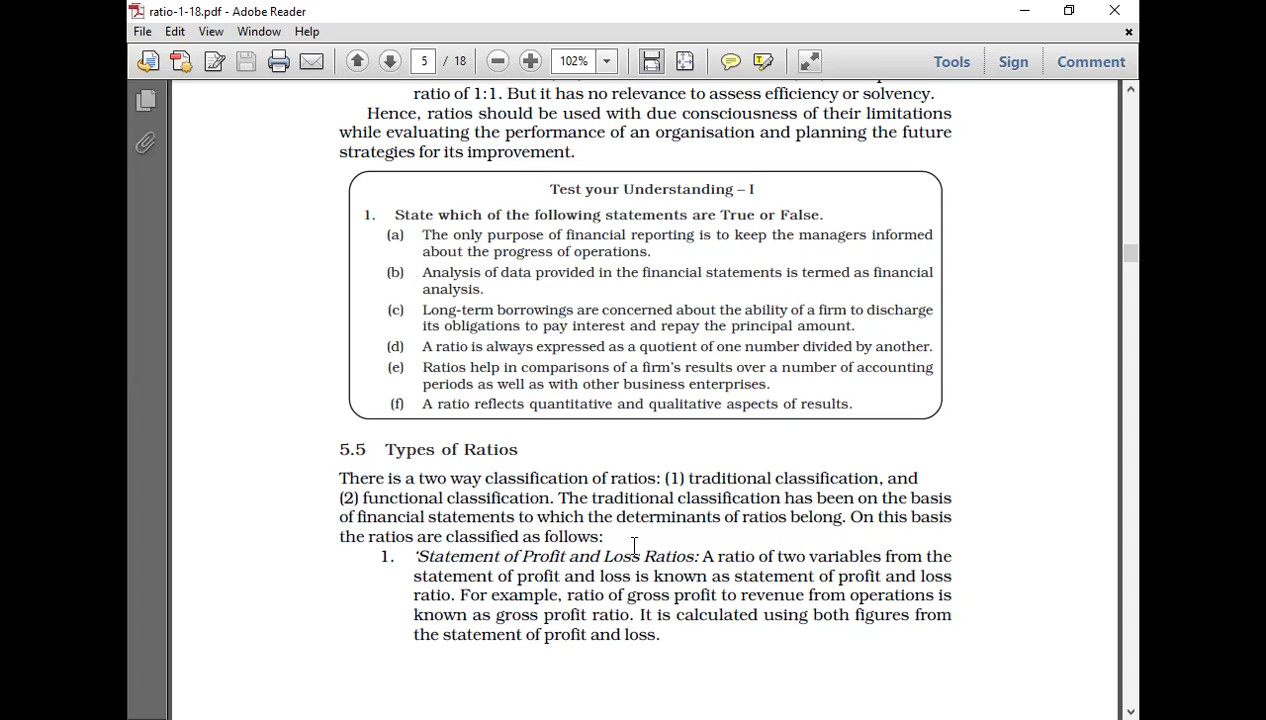 ratio-1-18.pdf - Adobe Reader
File Edit View Window Help
5 / 18 102% Tools Sign Comment
ratio of 1:1. But it has no relevance to assess efficiency or solvency.
Hence, ratios should be used with due consciousness of their limitations
while evaluating the performance of an organisation and planning the future
strategies for its improvement.
Test your Understanding – I
1. State which of the following statements are True or False.
(a) The only purpose of financial reporting is to keep the managers informed
about the progress of operations.
(b) Analysis of data provided in the financial statements is termed as financial
analysis.
(c) Long-term borrowings are concerned about the ability of a firm to discharge
its obligations to pay interest and repay the principal amount.
(d) A ratio is always expressed as a quotient of one number divided by another.
(e) Ratios help in comparisons of a firm's results over a number of accounting
periods as well as with other business enterprises.
(f) A ratio reflects quantitative and qualitative aspects of results.
5.5 Types of Ratios
There is a two way classification of ratios: (1) traditional classification, and
(2) functional classification. The traditional classification has been on the basis
of financial statements to which the determinants of ratios belong. On this basis
the ratios are classified as follows:
1. ‘Statement of Profit and Loss Ratios: A ratio of two variables from the
statement of profit and loss is known as statement of profit and loss
ratio. For example, ratio of gross profit to revenue from operations is
known as gross profit ratio. It is calculated using both figures from
the statement of profit and loss.